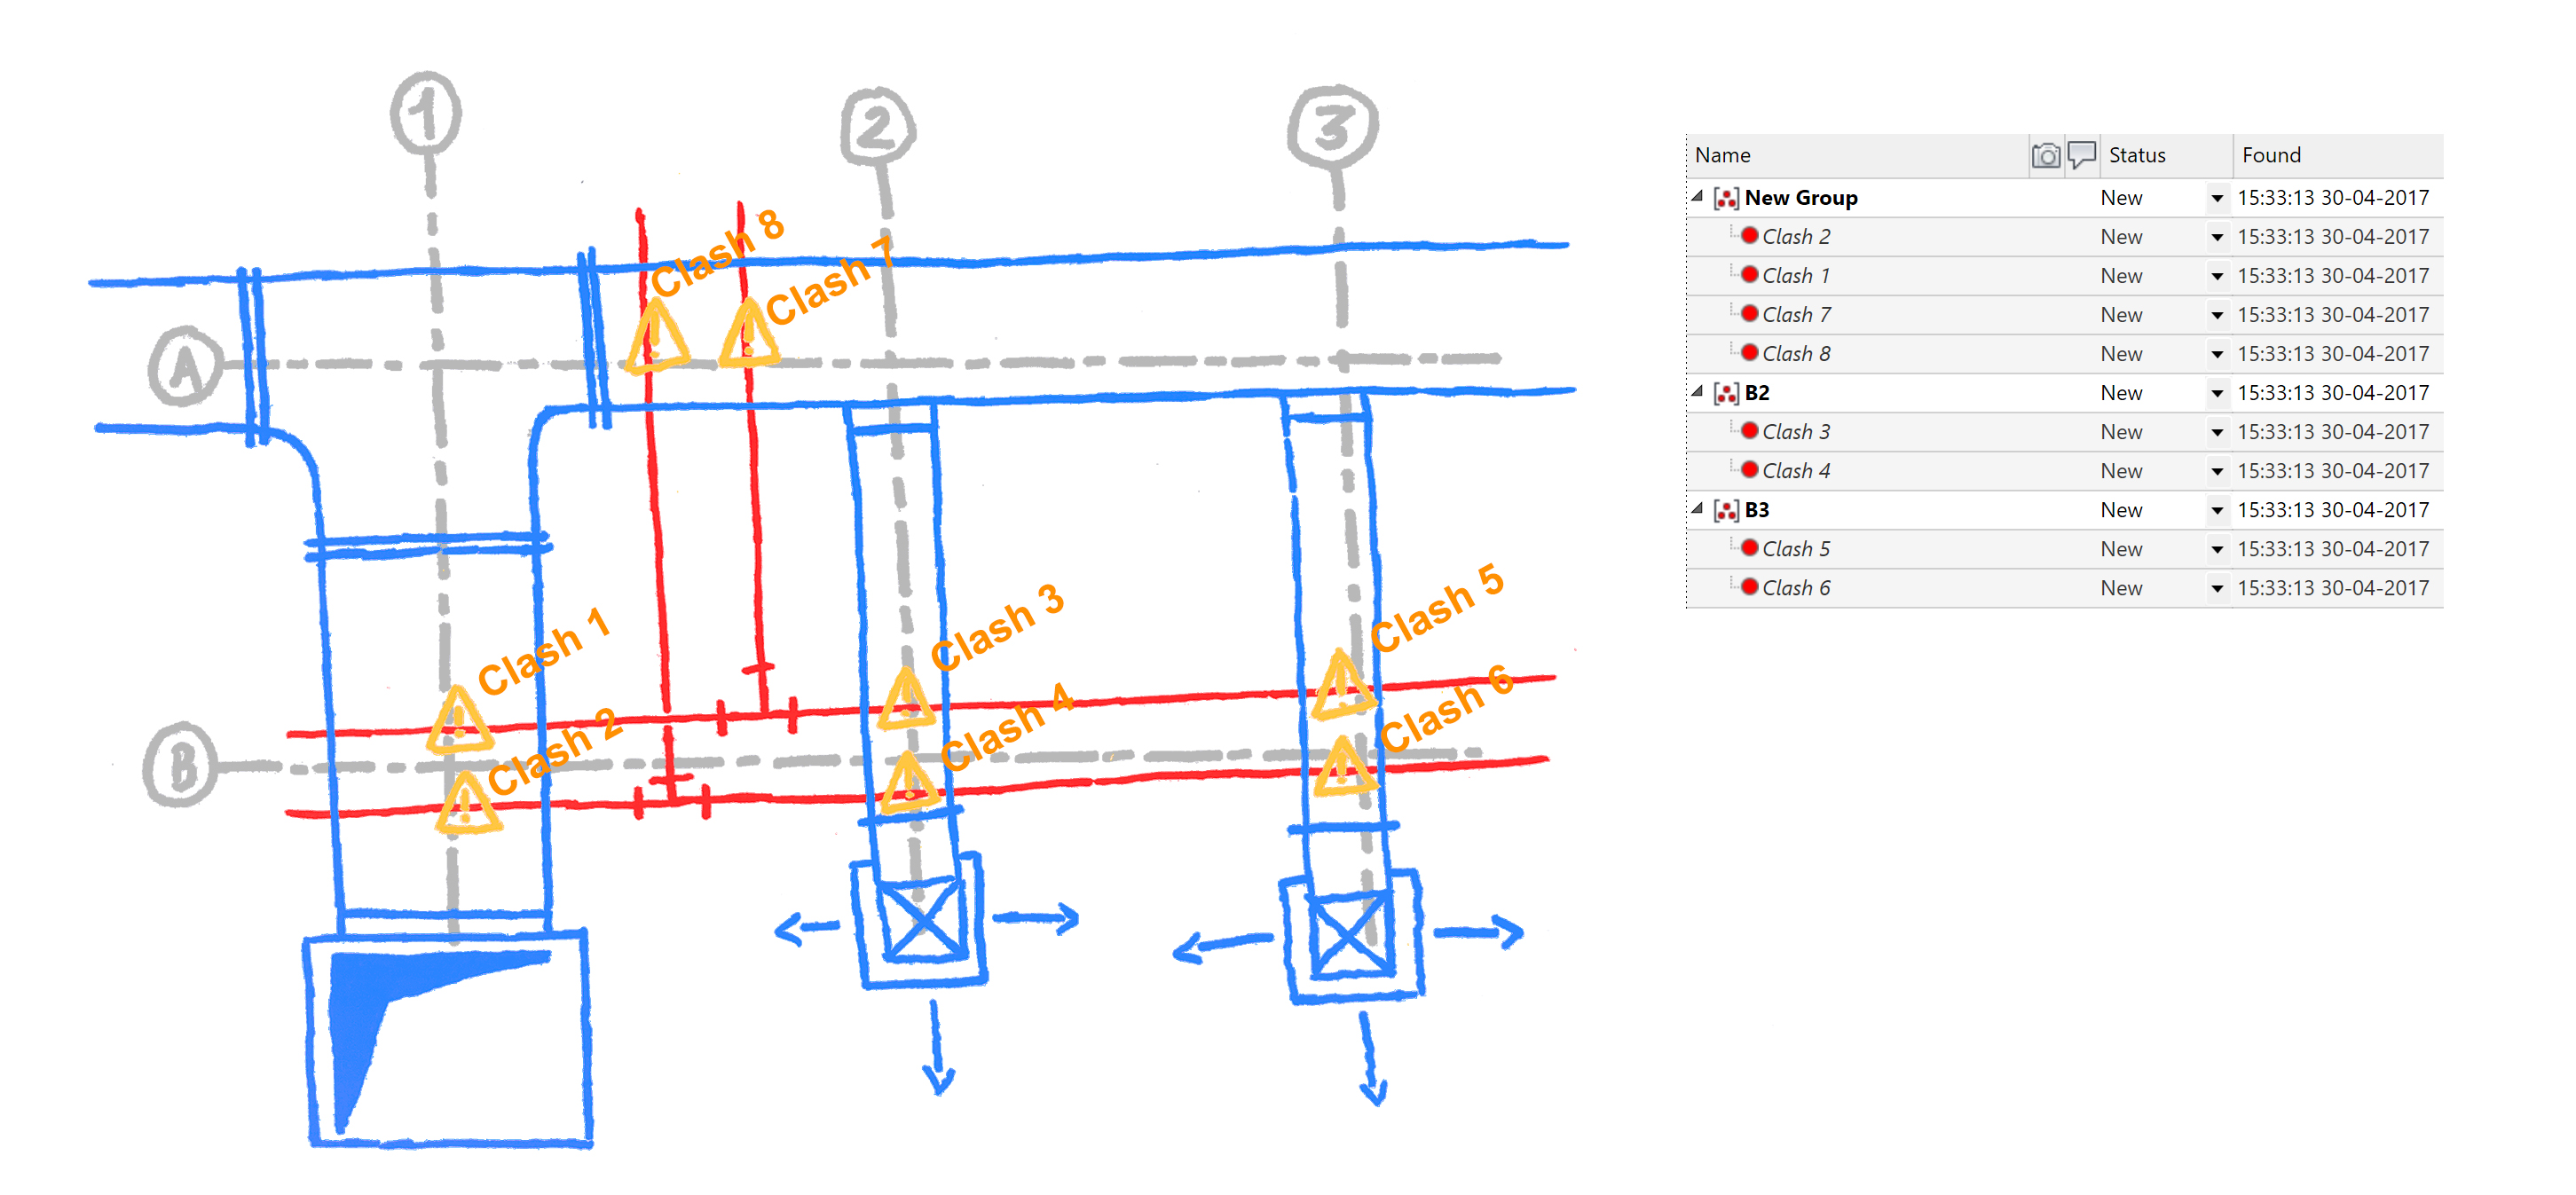 1
2
3
Clash 8
Clash 7
A
Clash 5
Clash 3
Clash 1
Clash 6
Clash 4
Clash 2
B
Name Status Found
New Group New 15:33:13 30-04-2017
Clash 2 New 15:33:13 30-04-2017
Clash 1 New 15:33:13 30-04-2017
Clash 7 New 15:33:13 30-04-2017
Clash 8 New 15:33:13 30-04-2017
B2 New 15:33:13 30-04-2017
Clash 3 New 15:33:13 30-04-2017
Clash 4 New 15:33:13 30-04-2017
B3 New 15:33:13 30-04-2017
Clash 5 New 15:33:13 30-04-2017
Clash 6 New 15:33:13 30-04-2017